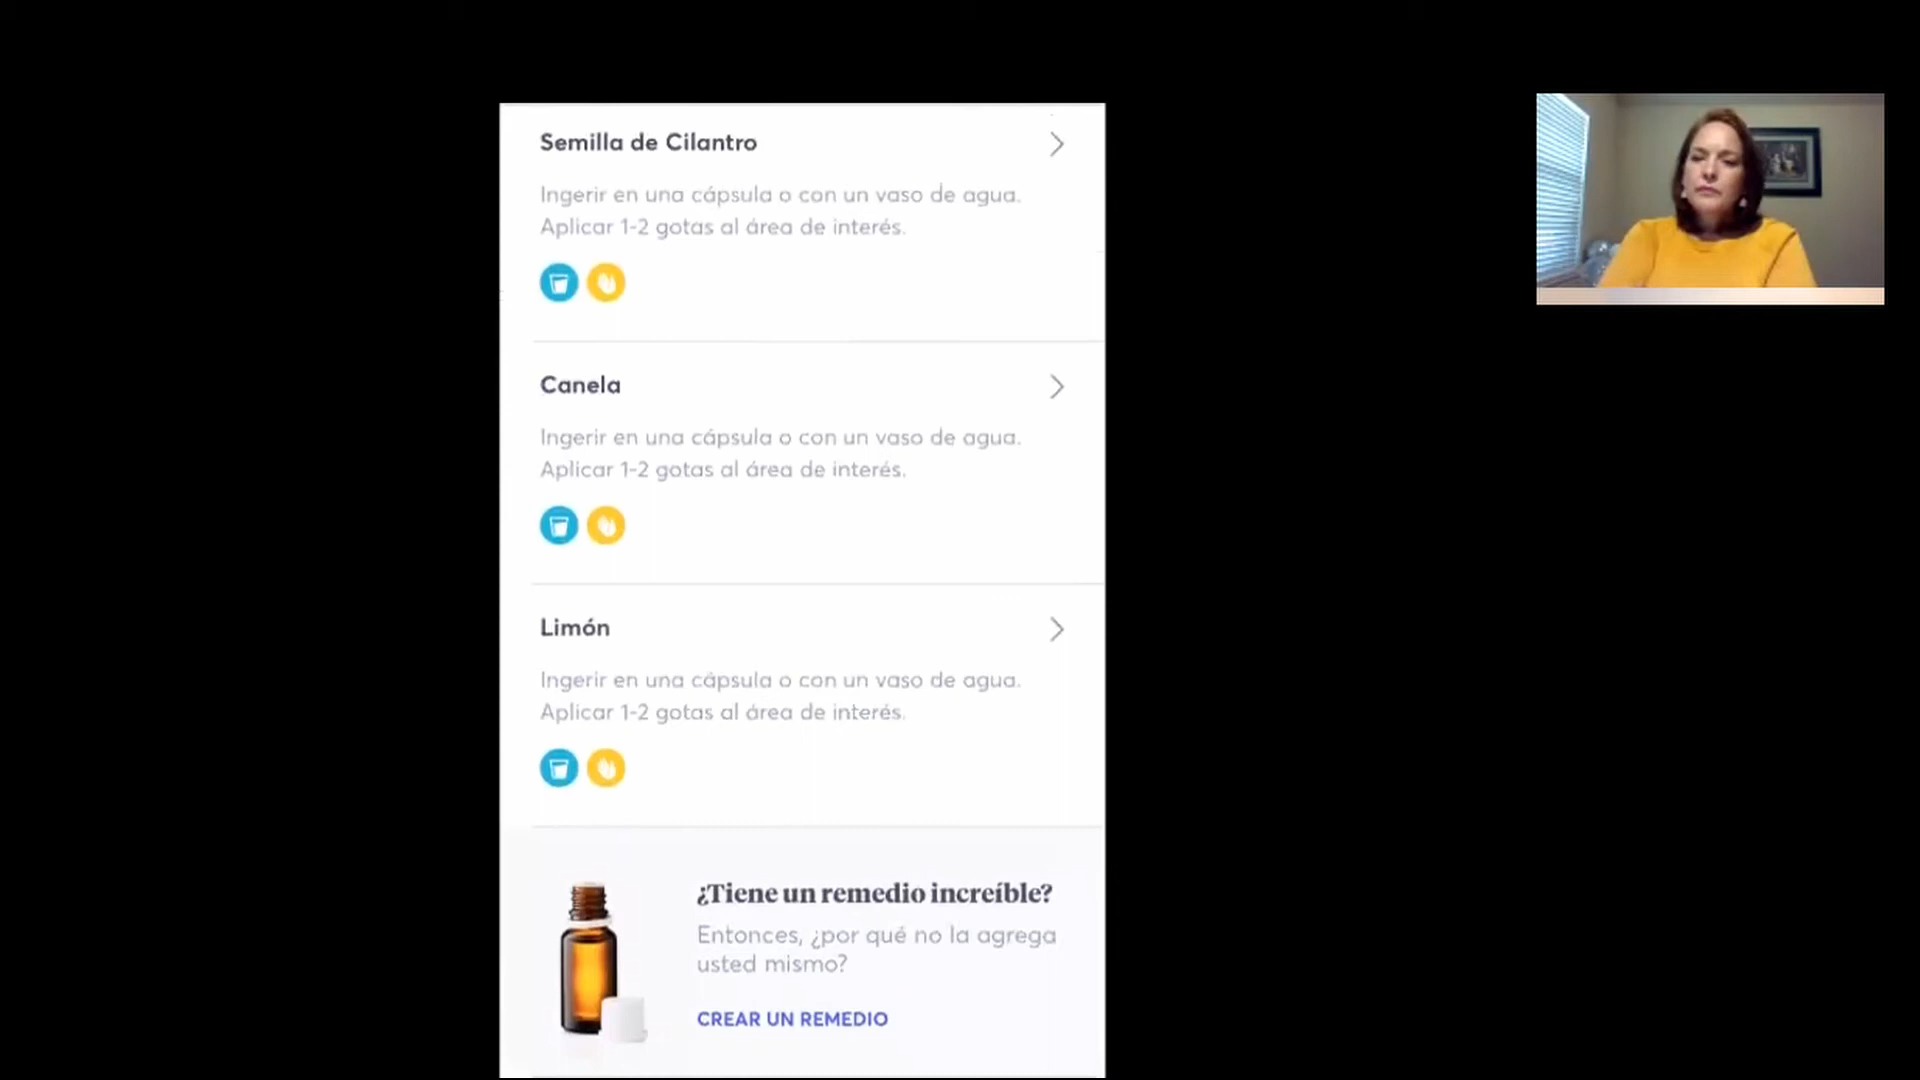 Semilla de Cilantro
Ingerir en una cápsula o con un vaso de agua.
Aplicar 1-2 gotas al área de interés.
Canela
Ingerir en una cápsula o con un vaso de agua.
Aplicar 1-2 gotas al área de interés.
Limón
Ingerir en una cápsula o con un vaso de agua.
Aplicar 1-2 gotas al área de interés.
¿Tiene un remedio increíble?
Entonces, ¿por qué no la agrega
usted mismo?
CREAR UN REMEDIO